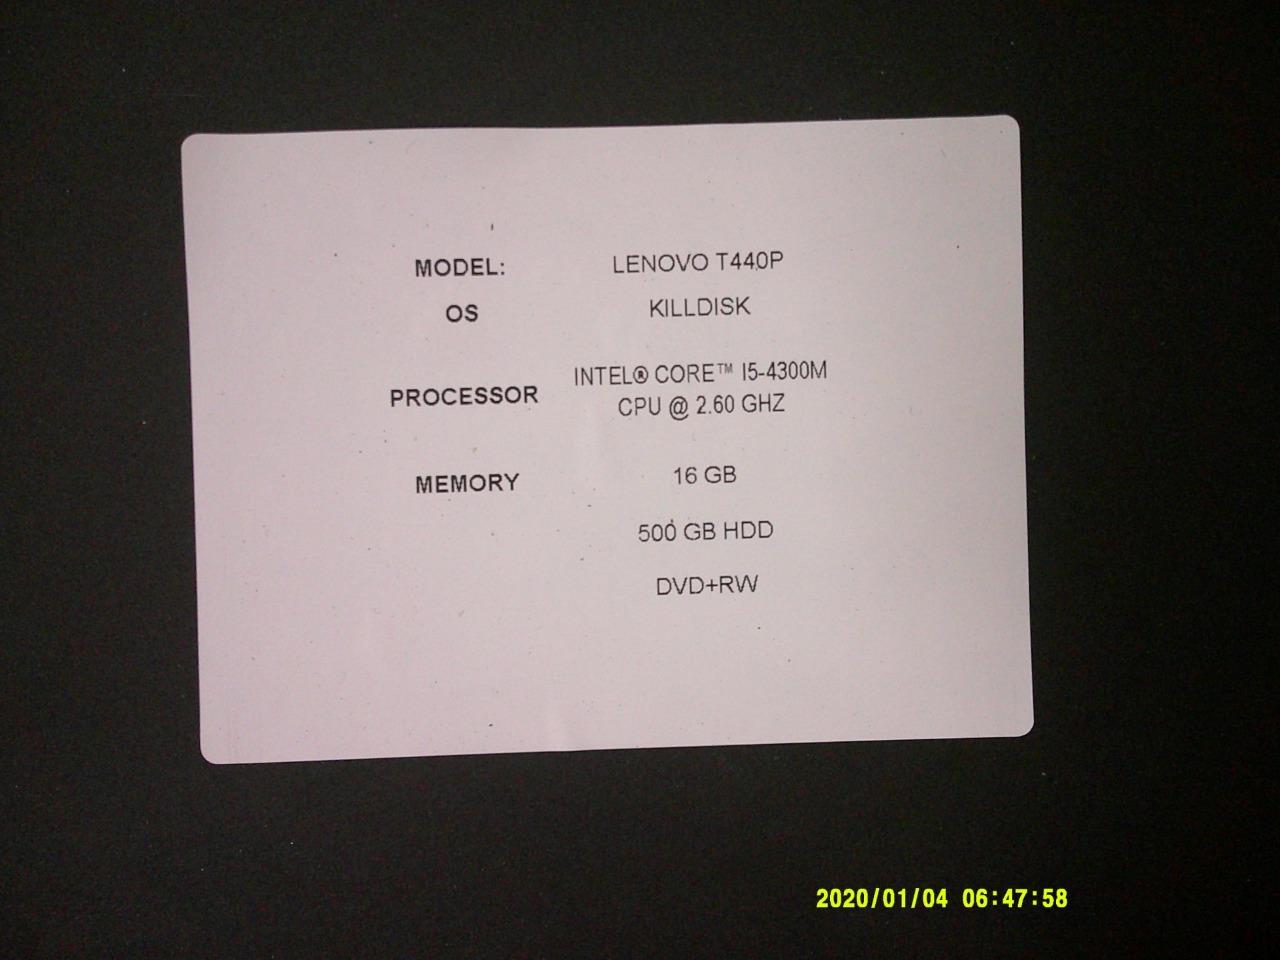 MODEL: LENOVO T440P
OS KILLDISK
PROCESSOR INTEL® CORE™ I5-4300M
CPU @ 2.60 GHZ
MEMORY 16 GB
500 GB HDD
DVD+RW
2020/01/04 06:47:58